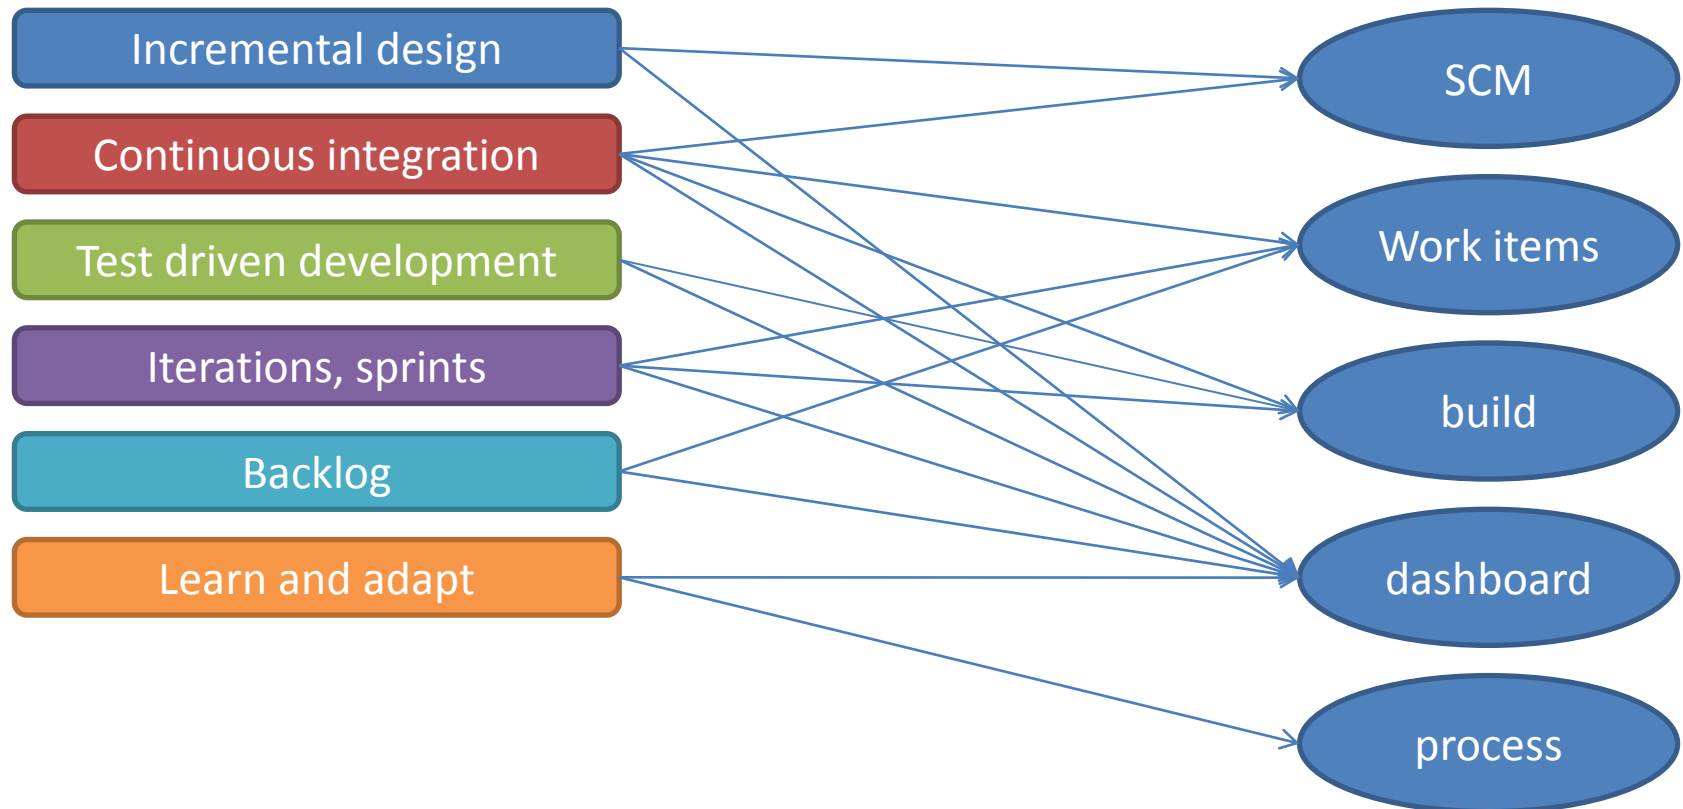 Incremental design
Continuous integration
Test driven development
Iterations, sprints
Backlog
Learn and adapt
SCM
Work items
build
dashboard
process